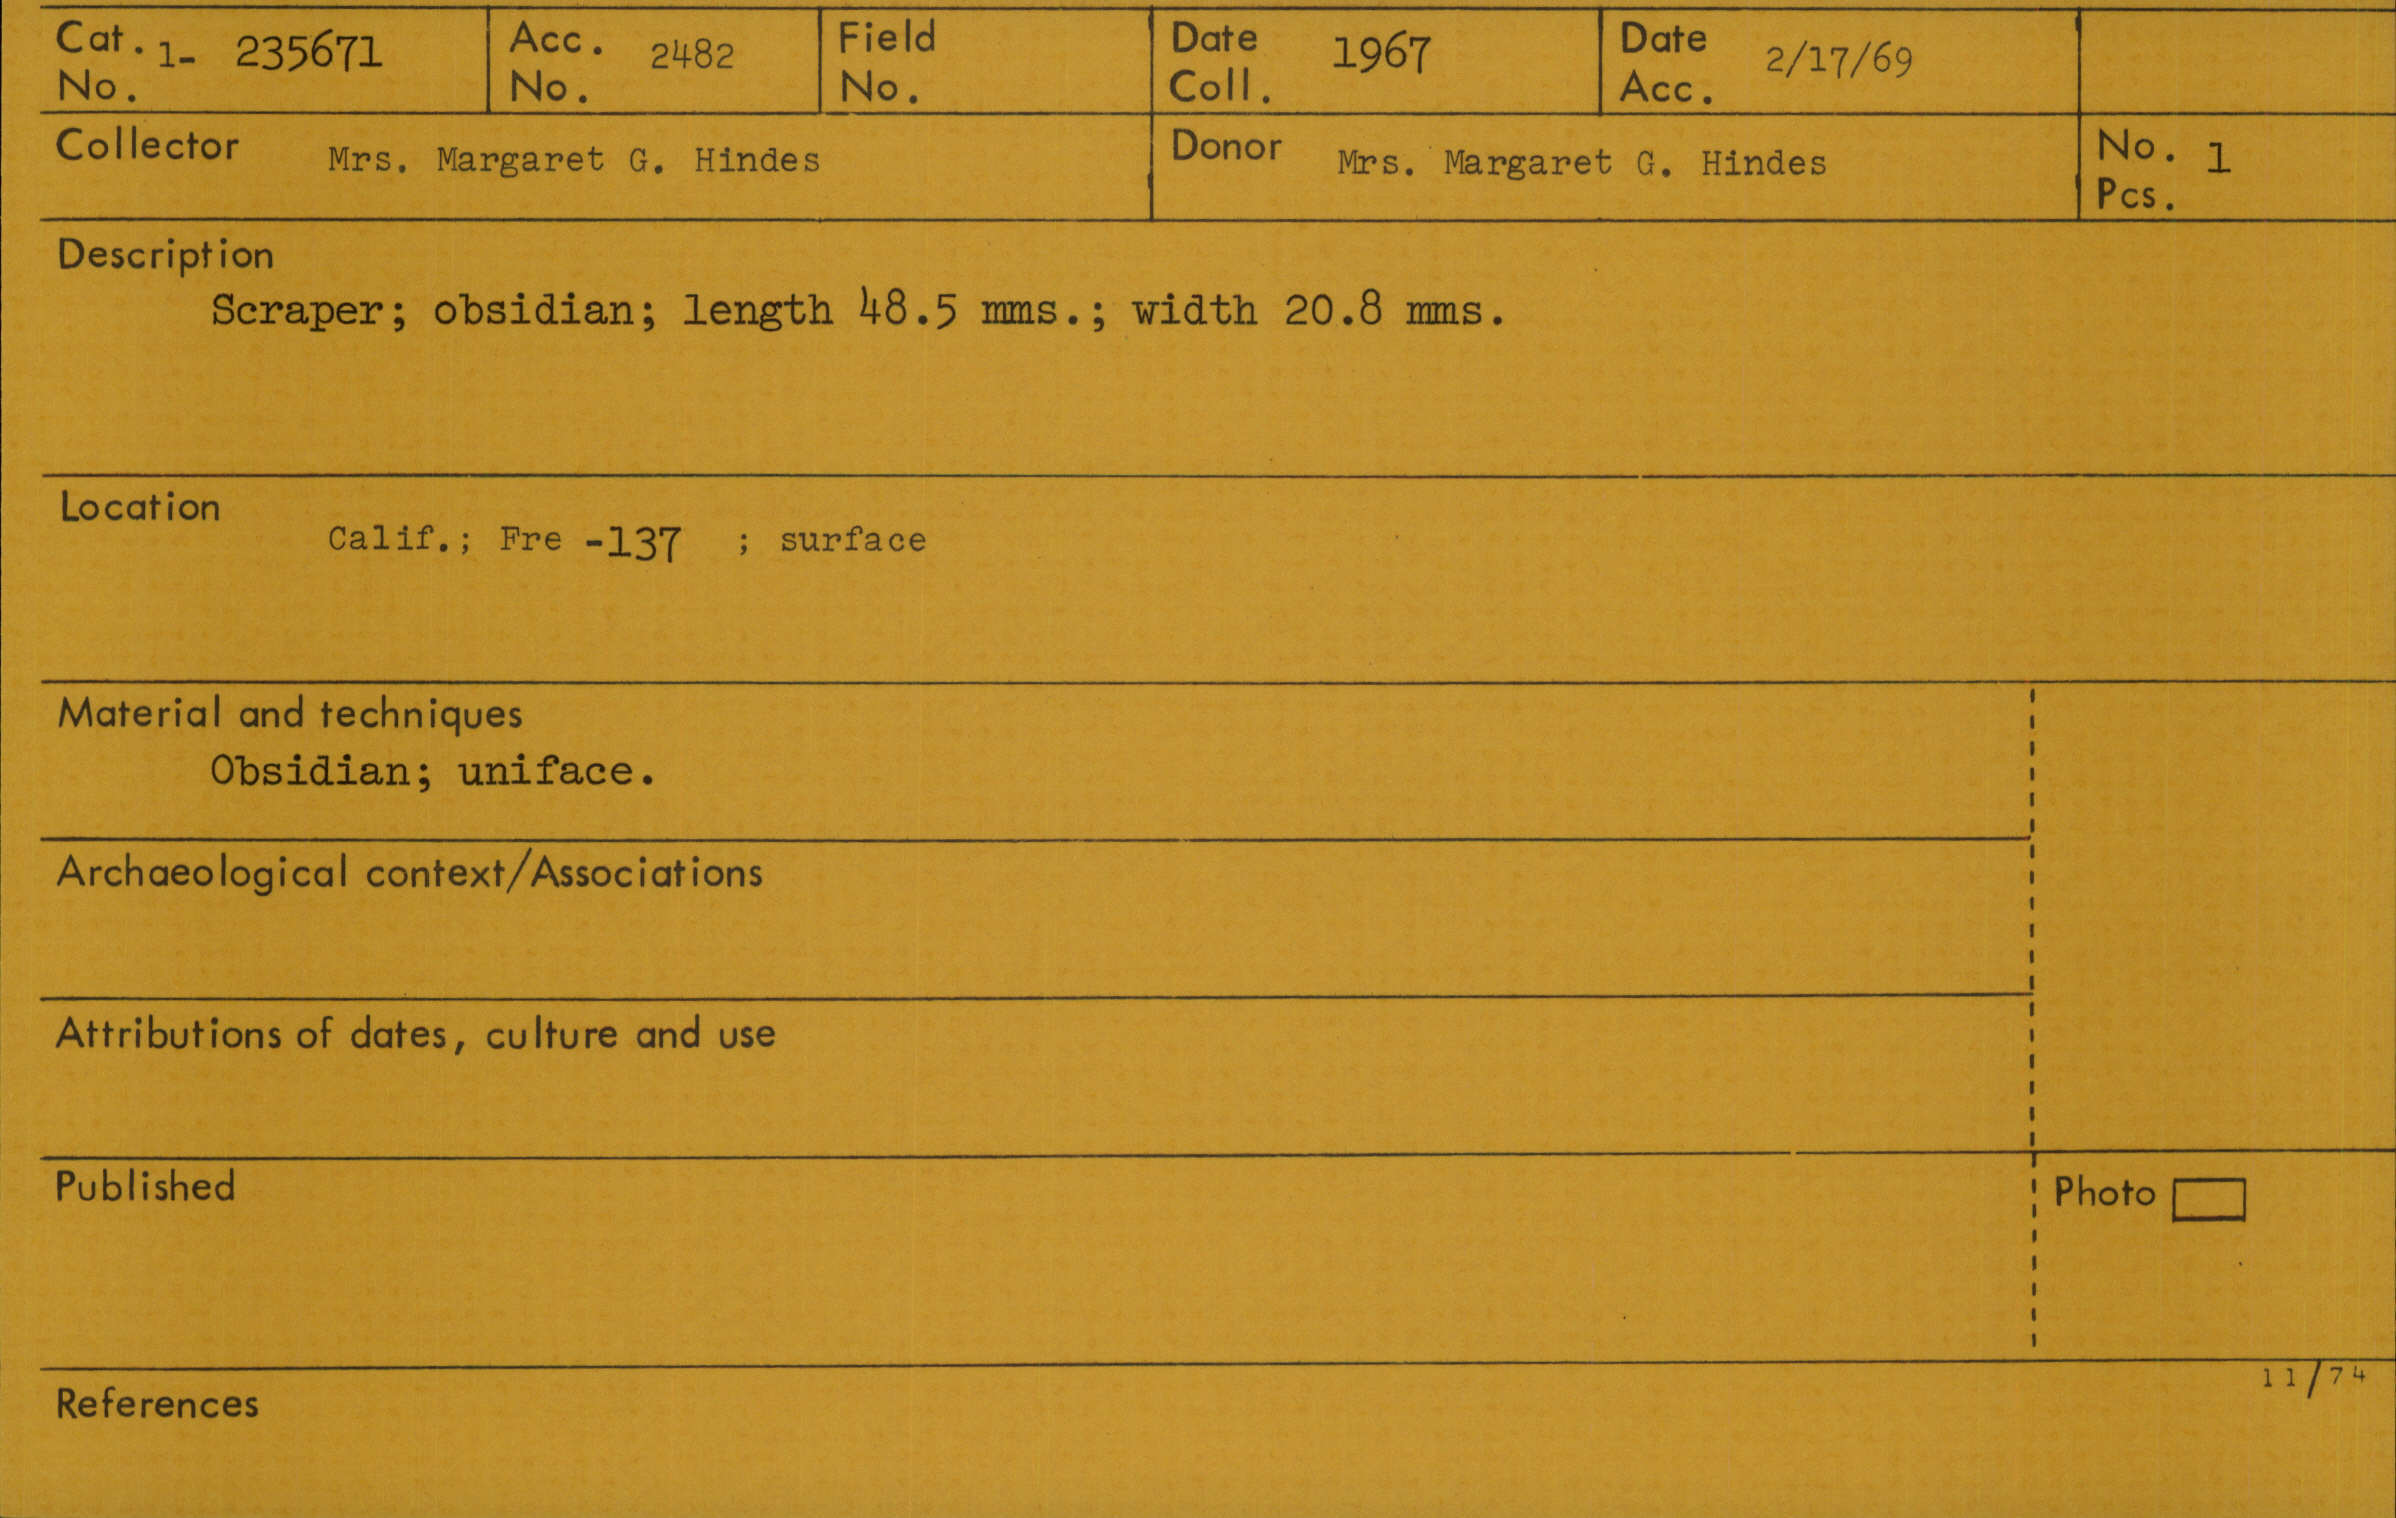 Cat. No. 1- 235671 Acc. No. 2482 Field No. Date Coll. 1967 Date Acc. 2/17/69
Collector Mrs. Margaret G. Hindes Donor Mrs. Margaret G. Hindes No. Pcs. 1
Description
Scraper; obsidian; length 48.5 mms.; width 20.8 mms.
Location
Calif.; Fre -137 ; surface
Material and techniques
Obsidian; uniface.
Archaeological context/Associations
Attributions of dates, culture and use
Published Photo
11/74
References